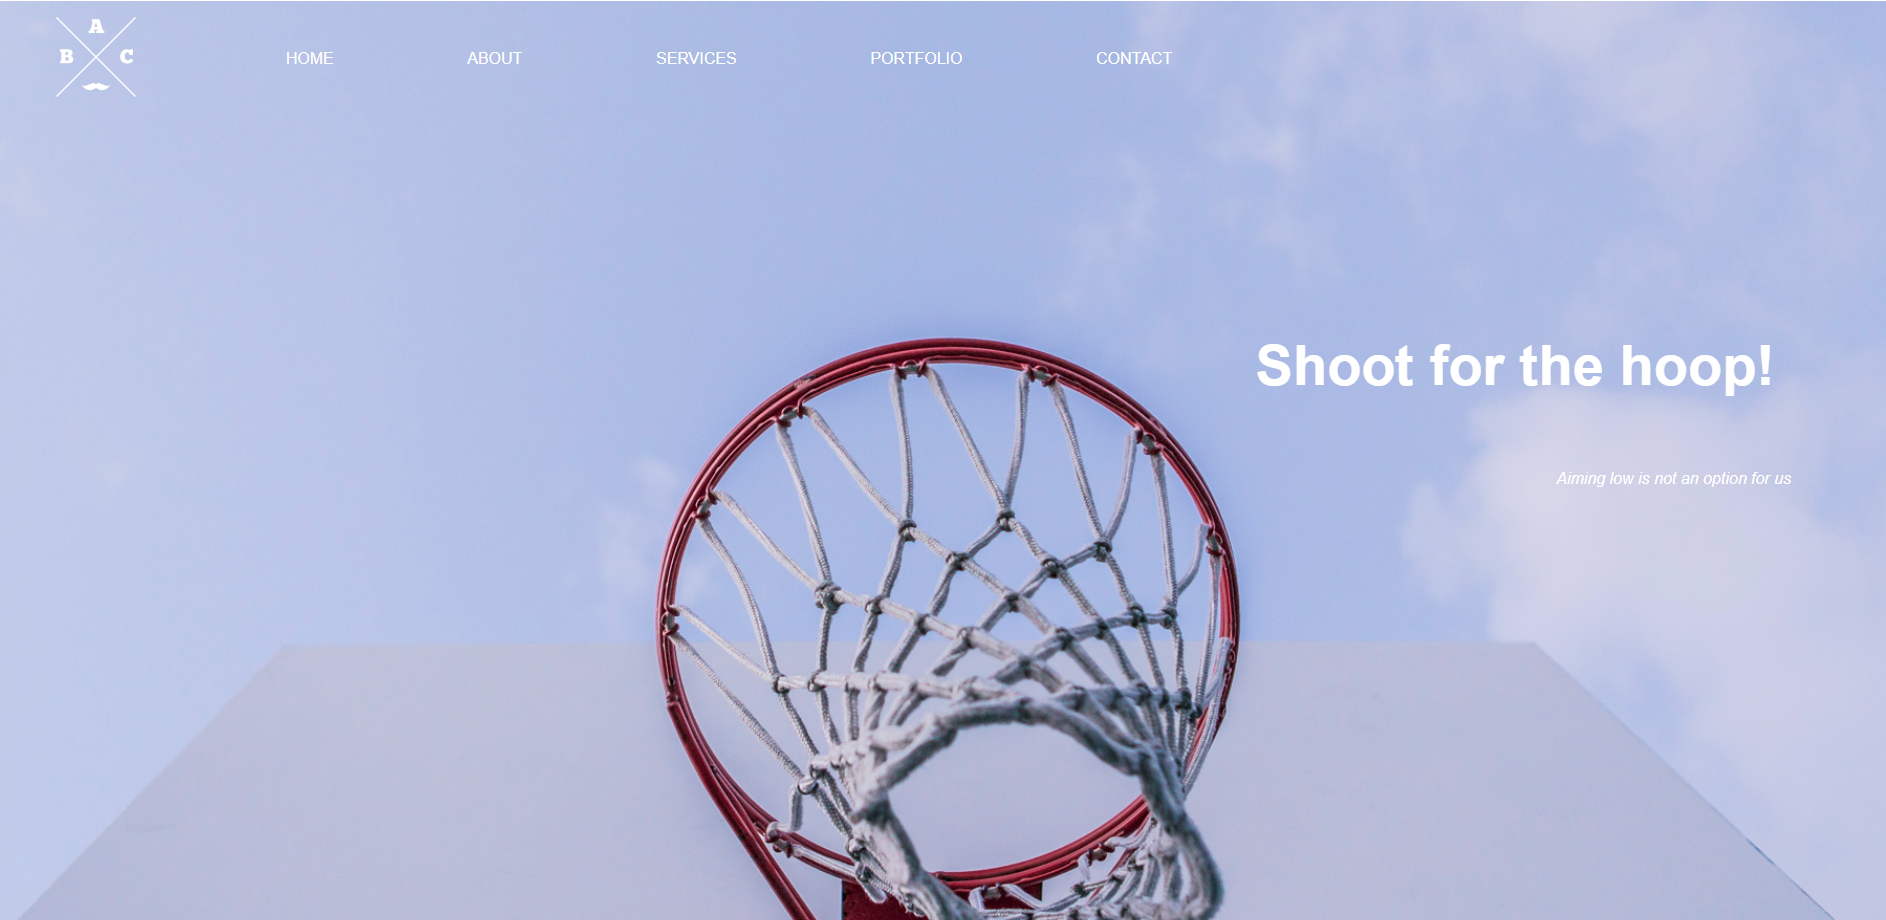 A
B C
HOME ABOUT SERVICES PORTFOLIO CONTACT
Shoot for the hoop!
Aiming low is not an option for us